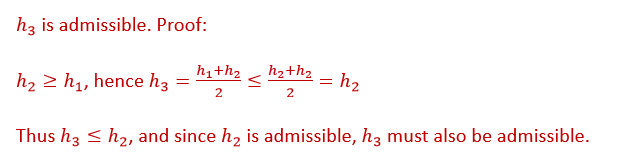 h₃ is admissible. Proof:
h₂ ≥ h₁, hence h₃ = (h₁+h₂)/2 ≤ (h₂+h₂)/2 = h₂
Thus h₃ ≤ h₂, and since h₂ is admissible, h₃ must also be admissible.